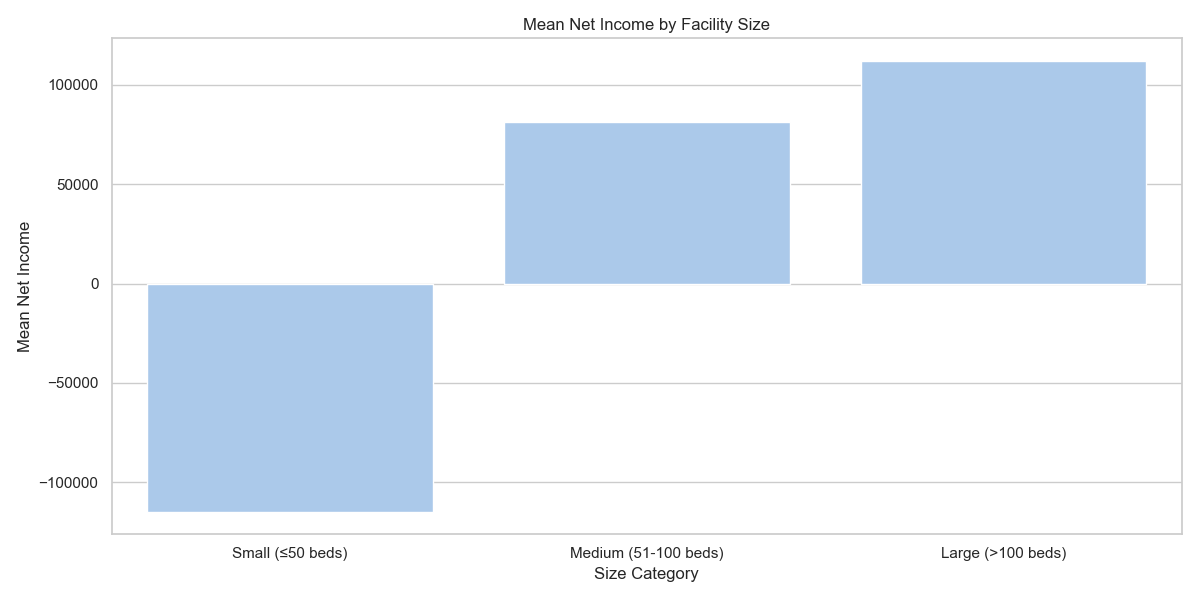 Mean Net Income by Facility Size
Mean Net Income
100000
50000
0
−50000
−100000
Small (≤50 beds)
Medium (51-100 beds)
Large (>100 beds)
Size Category